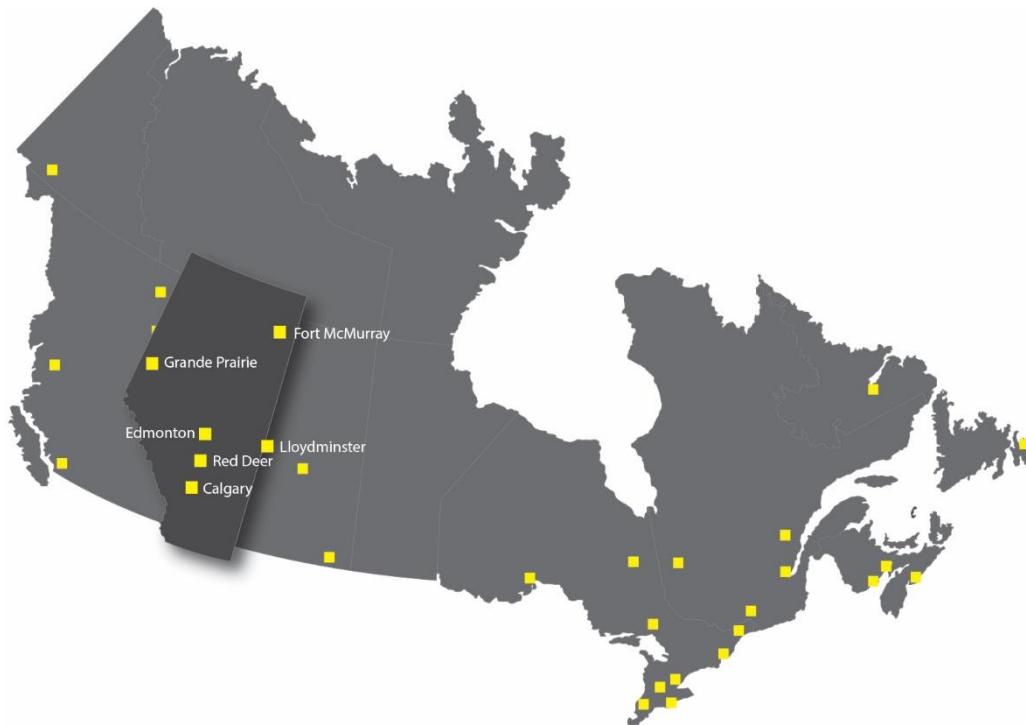 Fort McMurray
Grande Prairie
Edmonton
Lloydminster
Red Deer
Calgary